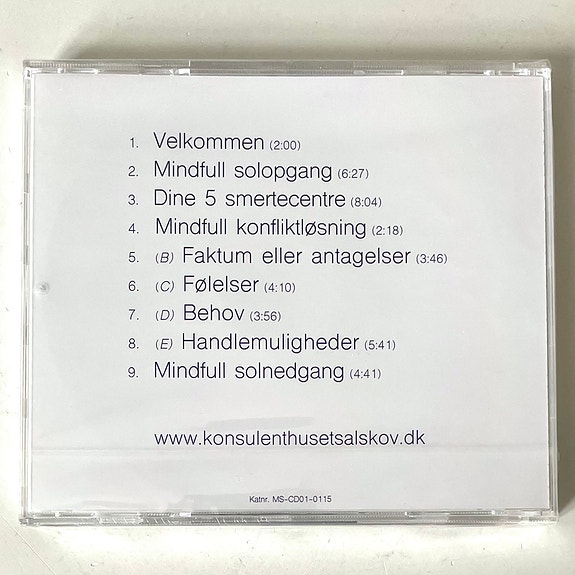 1. Velkommen (2:00)
2. Mindfull solopgang (6:27)
3. Dine 5 smertecentre (8:04)
4. Mindfull konfliktløsning (2:18)
5. (B) Faktum eller antagelser (3:46)
6. (C) Følelser (4:10)
7. (D) Behov (3:56)
8. (E) Handlemuligheder (5:41)
9. Mindfull solnedgang (4:41)
www.konsulenthusetsalskov.dk
Katnr. MS-CD01-0115